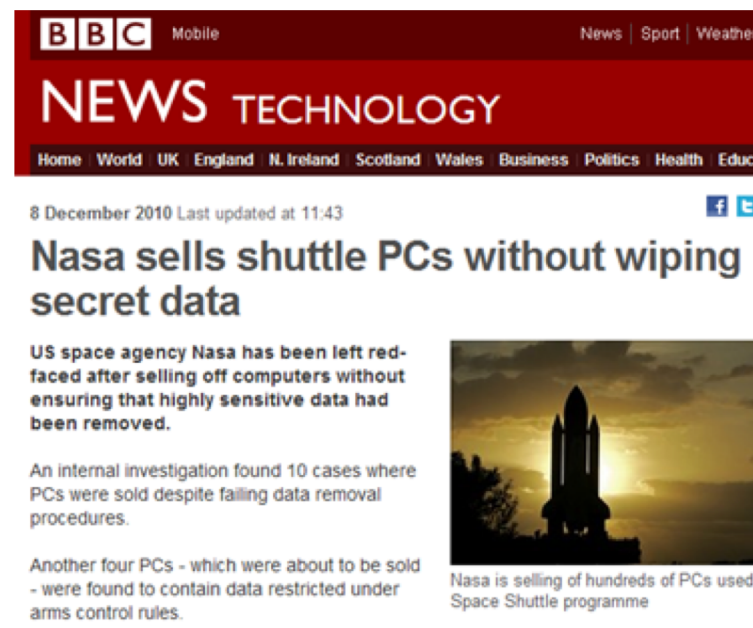 BBC Mobile News Sport
NEWS TECHNOLOGY
Home World UK England N. Ireland Scotland Wales Business Politics Health
8 December 2010 Last updated at 11:43
Nasa sells shuttle PCs without wiping
secret data
US space agency Nasa has been left red-
faced after selling off computers without
ensuring that highly sensitive data had
been removed.
An internal investigation found 10 cases where
PCs were sold despite failing data removal
procedures.
Another four PCs - which were about to be sold
- were found to contain data restricted under
arms control rules.
Nasa is selling of hundreds of PCs used
Space Shuttle programme